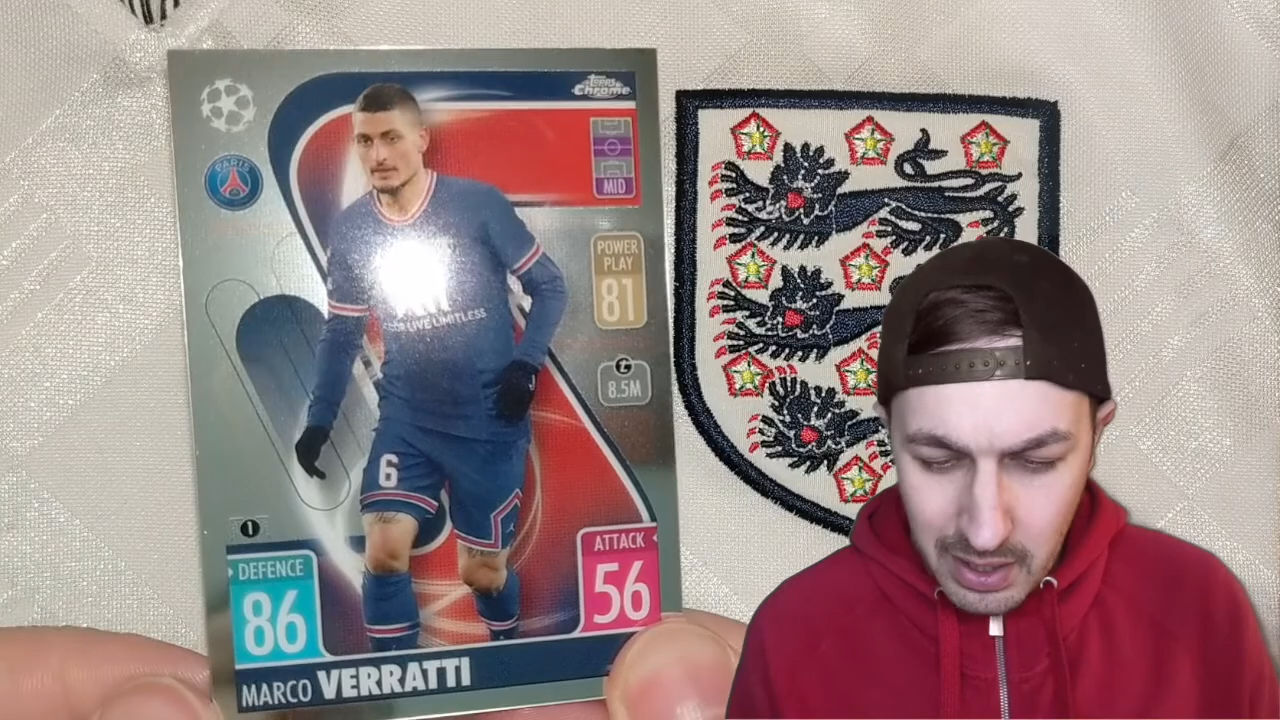 Topps
Chrome
PARIS
MID
POWER
PLAY
81
8.5M
OR LIVE LIMITLESS
6
1
DEFENCE
86
ATTACK
56
MARCO VERRATTI